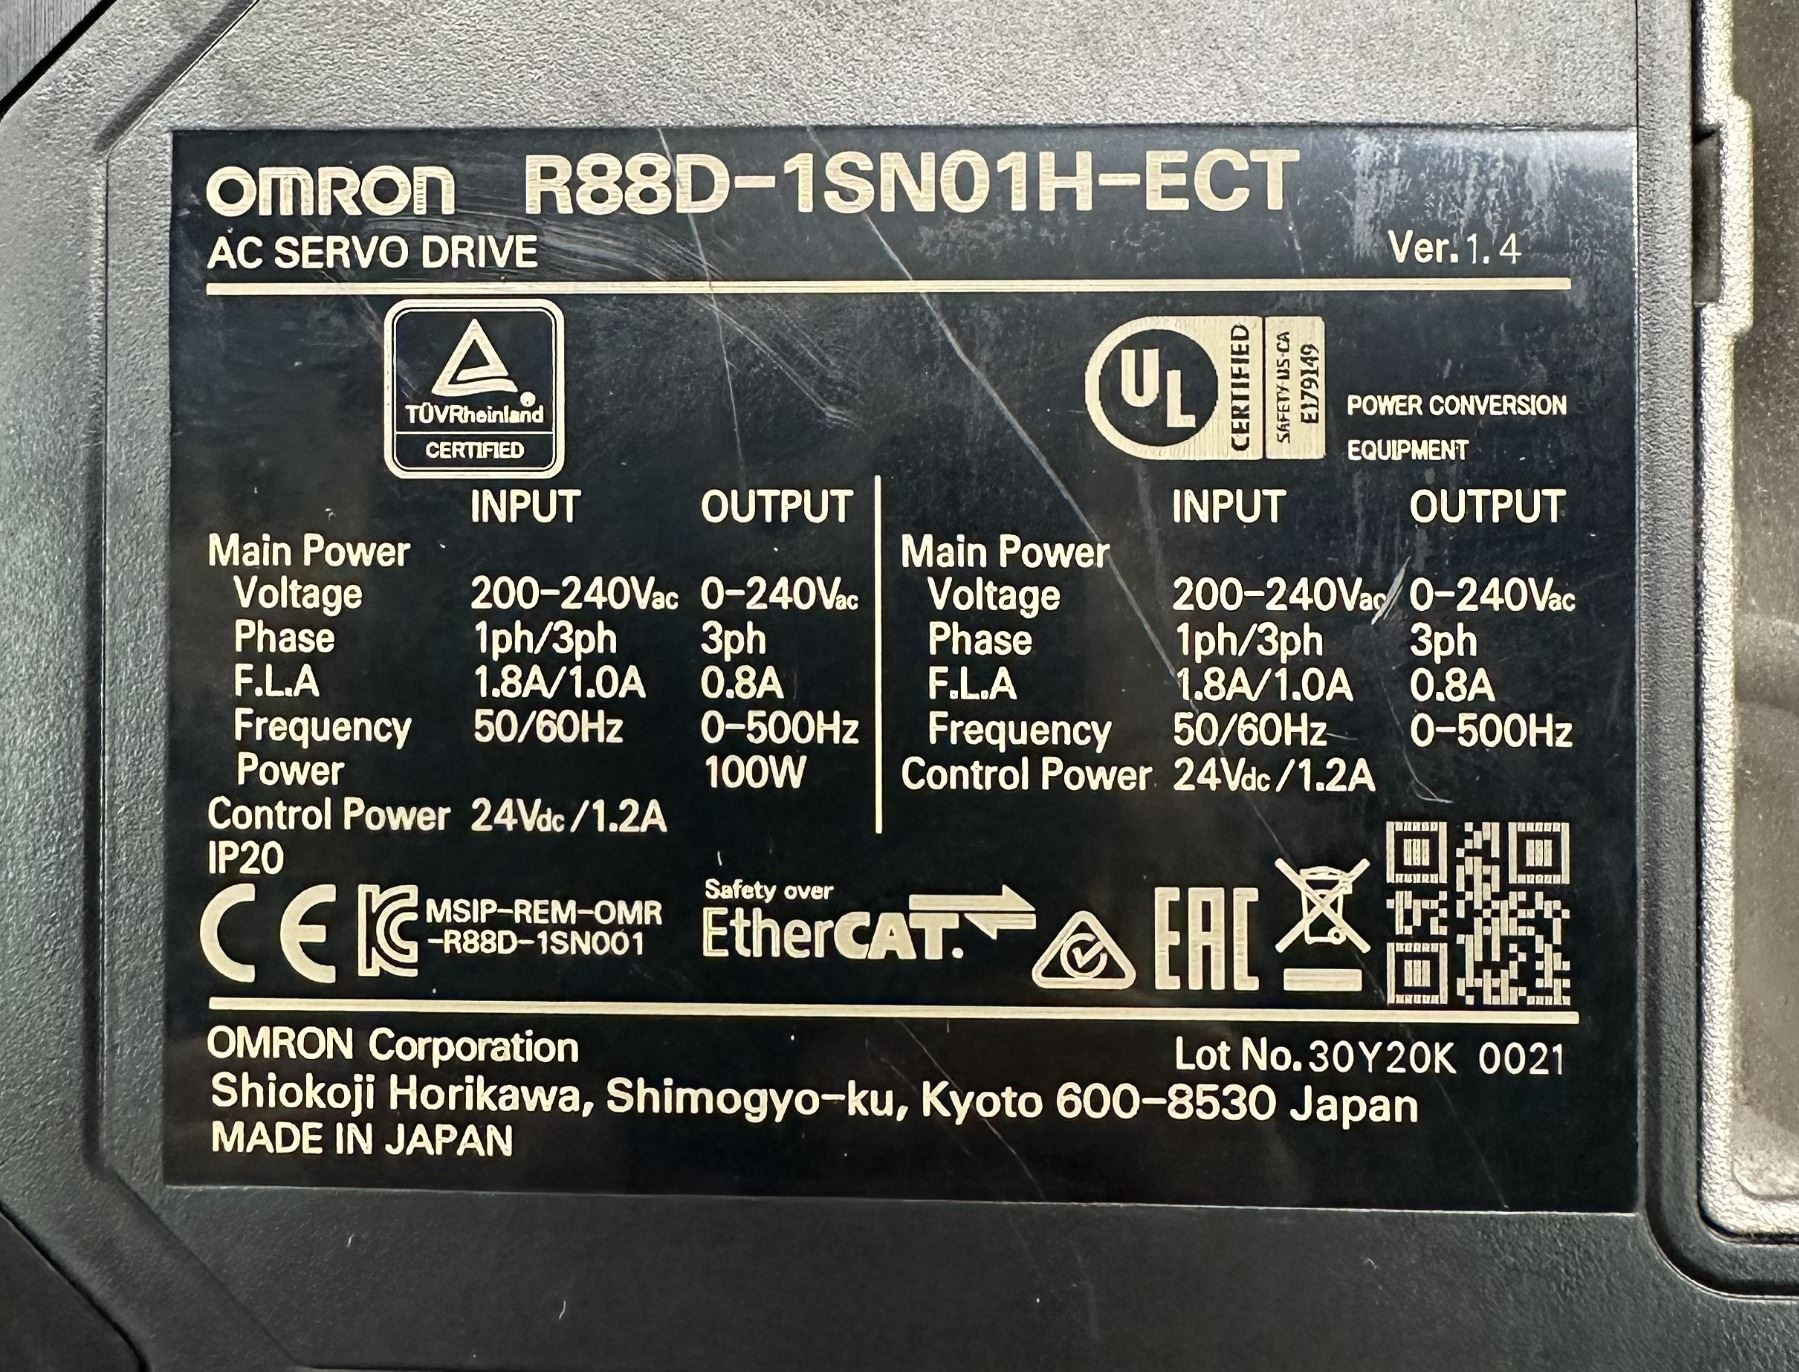 OMRON R88D-1SN01H-ECT
AC SERVO DRIVE Ver.1.4
TÜVRheinland
CERTIFIED
UL CERTIFIED SAFETY US-CA E179149
POWER CONVERSION
EQUIPMENT
INPUT OUTPUT
Main Power
Voltage 200-240Vac 0-240Vac
Phase 1ph/3ph 3ph
F.L.A 1.8A/1.0A 0.8A
Frequency 50/60Hz 0-500Hz
Power 100W
Control Power 24Vdc/1.2A
IP20
INPUT OUTPUT
Main Power
Voltage 200-240Vac 0-240Vac
Phase 1ph/3ph 3ph
F.L.A 1.8A/1.0A 0.8A
Frequency 50/60Hz 0-500Hz
Control Power 24Vdc/1.2A
CE
MSIP-REM-OMR
-R88D-1SN001
Safety over
EtherCAT.
EAC
OMRON Corporation Lot No.30Y20K 0021
Shiokoji Horikawa, Shimogyo-ku, Kyoto 600-8530 Japan
MADE IN JAPAN